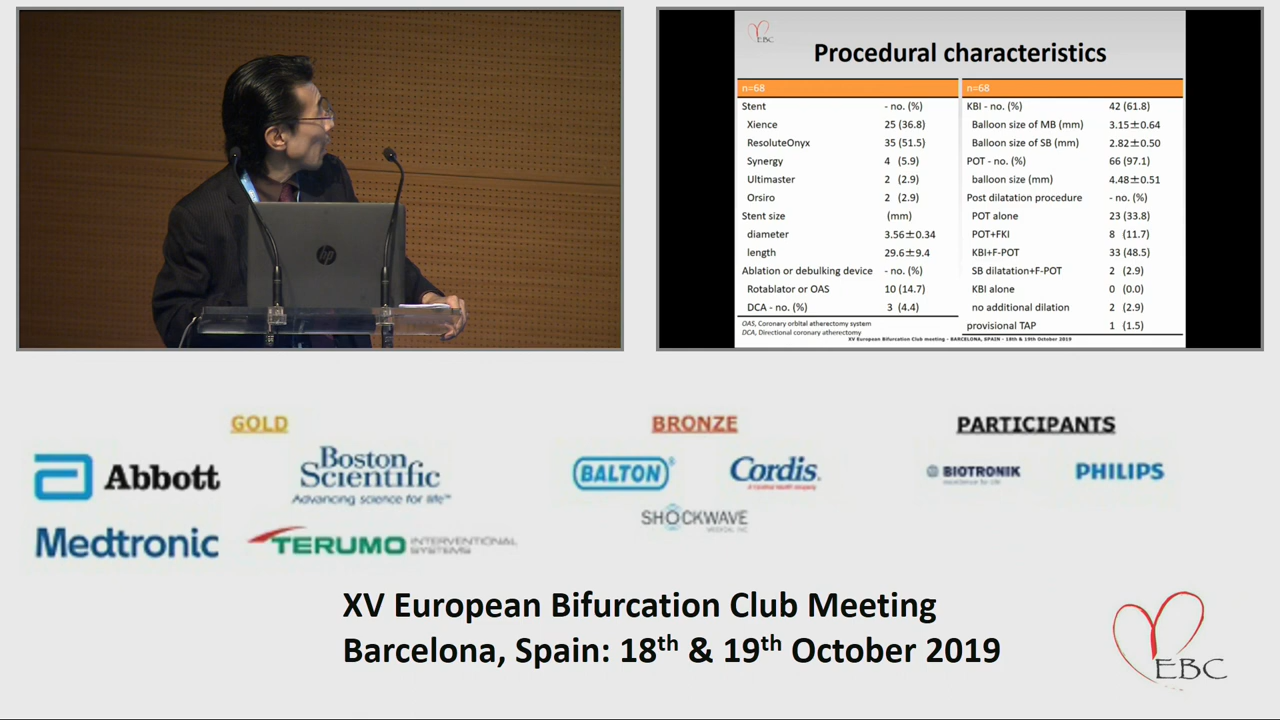 hp
EBC
Procedural characteristics
n=68
Stent - no. (%)
Xience 25 (36.8)
ResoluteOnyx 35 (51.5)
Synergy 4 (5.9)
Ultimaster 2 (2.9)
Orsiro 2 (2.9)
Stent size (mm)
diameter 3.56±0.34
length 29.6±9.4
Ablation or debulking device - no. (%)
Rotablator or OAS 10 (14.7)
DCA - no. (%) 3 (4.4)
OAS, Coronary orbital atherectomy system
DCA, Directional coronary atherectomy
n=68
KBI - no. (%) 42 (61.8)
Balloon size of MB (mm) 3.15±0.64
Balloon size of SB (mm) 2.82±0.50
POT - no. (%) 66 (97.1)
balloon size (mm) 4.48±0.51
Post dilatation procedure - no. (%)
POT alone 23 (33.8)
POT+FKI 8 (11.7)
KBI+F-POT 33 (48.5)
SB dilatation+F-POT 2 (2.9)
KBI alone 0 (0.0)
no additional dilation 2 (2.9)
provisional TAP 1 (1.5)
XV European Bifurcation Club meeting - BARCELONA, SPAIN - 18th & 19th October 2019
GOLD
Abbott
Boston
Scientific
Advancing science for life™
Medtronic
TERUMO INTERVENTIONAL
SYSTEMS
BRONZE
BALTON®
Cordis.
SHOCKWAVE
MEDICAL INC
PARTICIPANTS
BIOTRONIK
excellence for life
PHILIPS
XV European Bifurcation Club Meeting
Barcelona, Spain: 18th & 19th October 2019
EBC